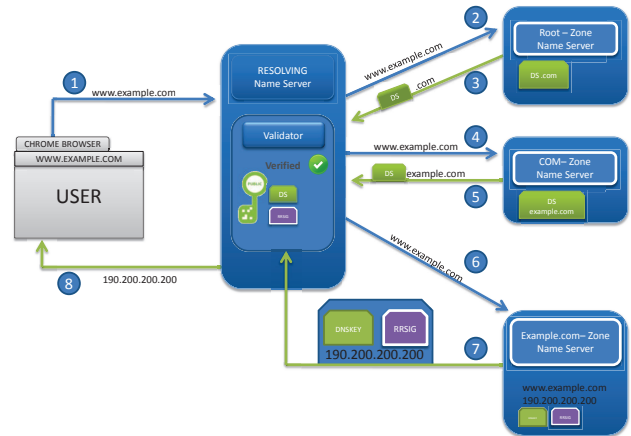 1
www.example.com
CHROME BROWSER
WWW.EXAMPLE.COM
USER
8
190.200.200.200
RESOLVING
Name Server
Validator
Verified
PUBLIC
DS
RRSIG
2
www.example.com
DS
.com
3
Root – Zone
Name Server
DS .com
4
www.example.com
DS
example.com
5
COM– Zone
Name Server
DS
example.com
www.example.com
6
DNSKEY
RRSIG
190.200.200.200
7
Example.com– Zone
Name Server
www.example.com
190.200.200.200
RRSIG